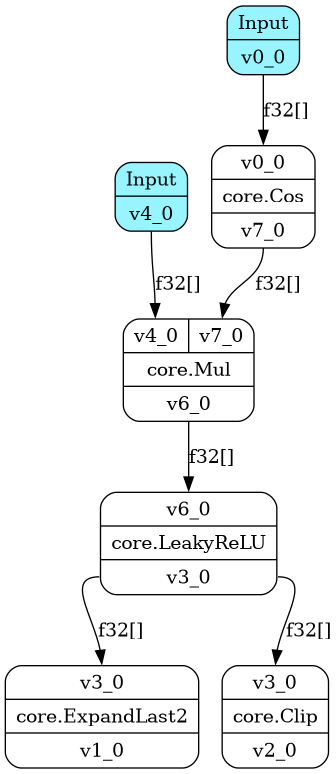 Input
v0_0
f32[]
v0_0
core.Cos
v7_0
Input
v4_0
f32[]
f32[]
v4_0 v7_0
core.Mul
v6_0
f32[]
v6_0
core.LeakyReLU
v3_0
f32[]
f32[]
v3_0
core.ExpandLast2
v1_0
v3_0
core.Clip
v2_0